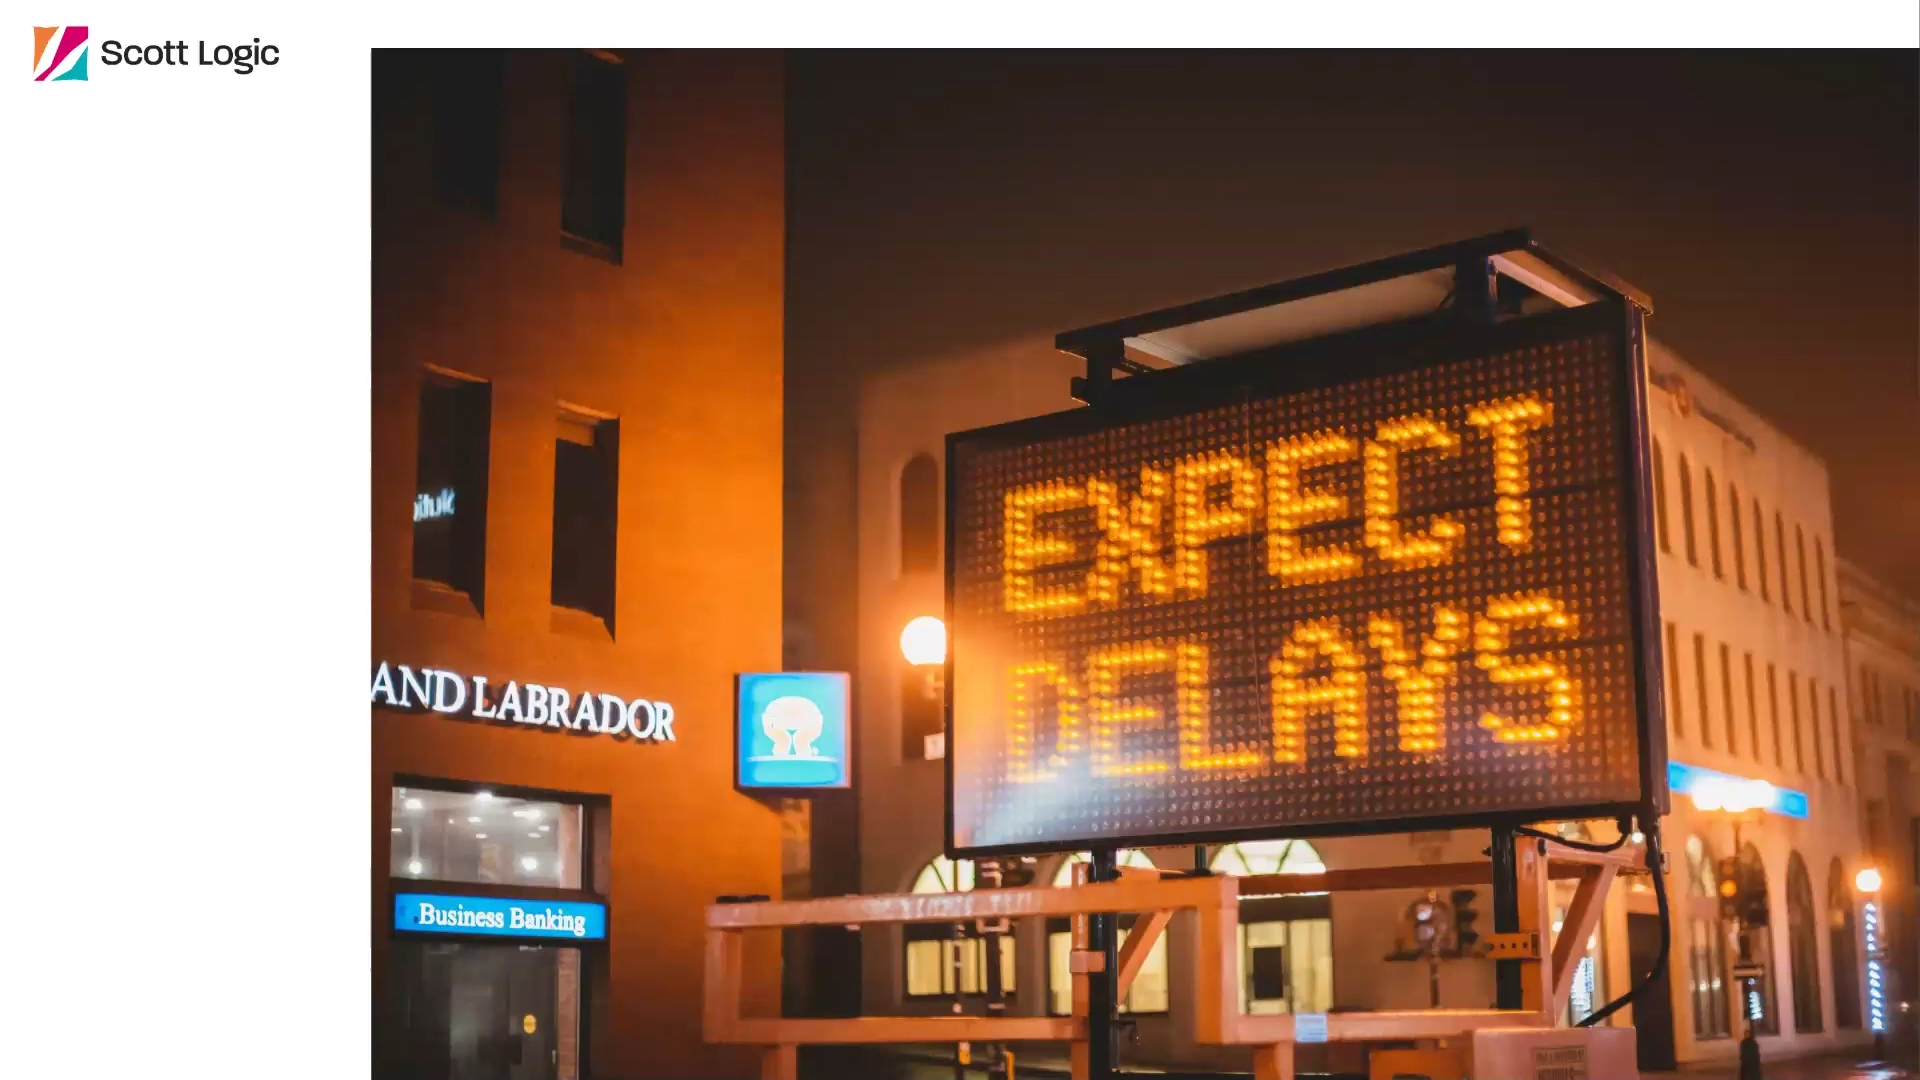 Scott Logic
EXPECT
DELAYS
AND LABRADOR
Business Banking